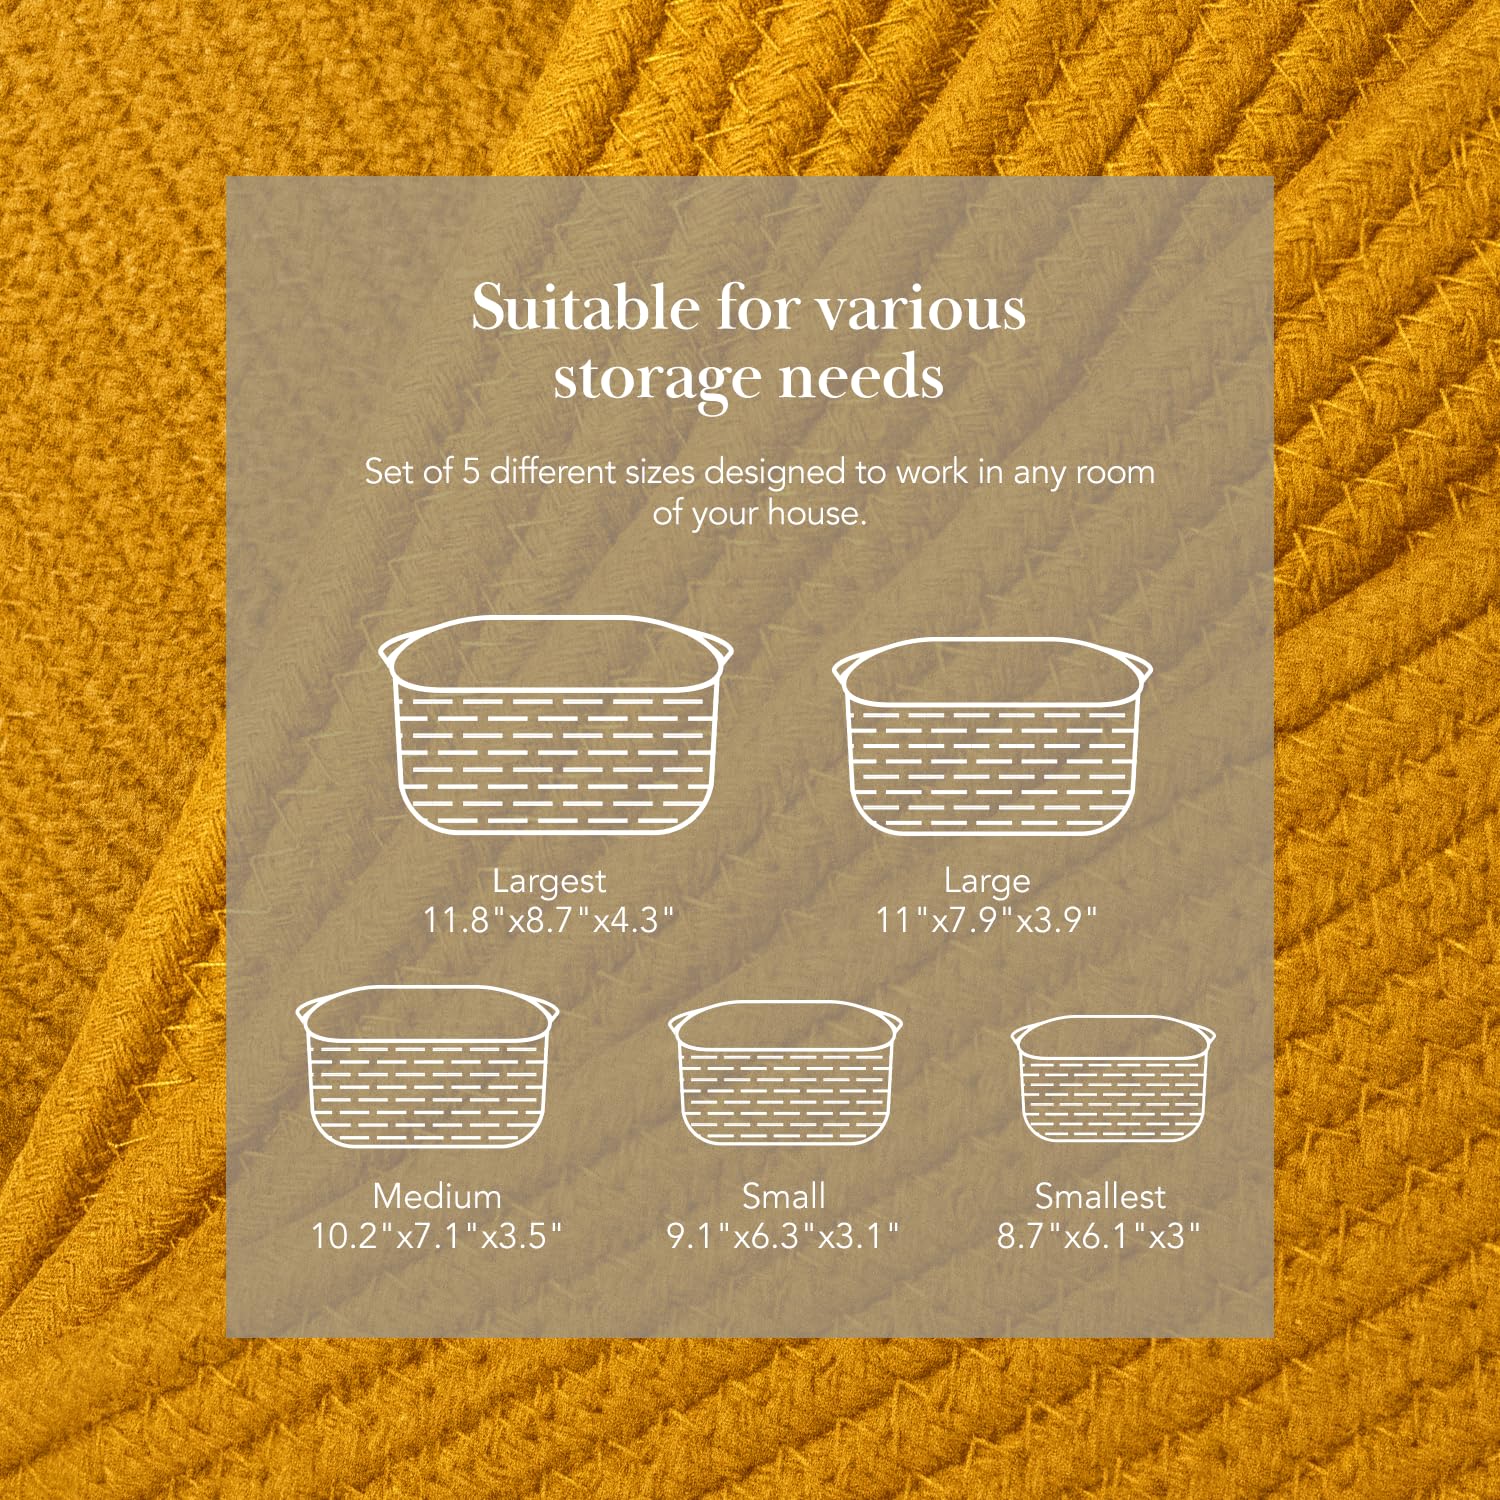 Suitable for various
storage needs
Set of 5 different sizes designed to work in any room
of your house.
Largest
11.8"x8.7"x4.3"
Large
11"x7.9"x3.9"
Medium
10.2"x7.1"x3.5"
Small
9.1"x6.3"x3.1"
Smallest
8.7"x6.1"x3"